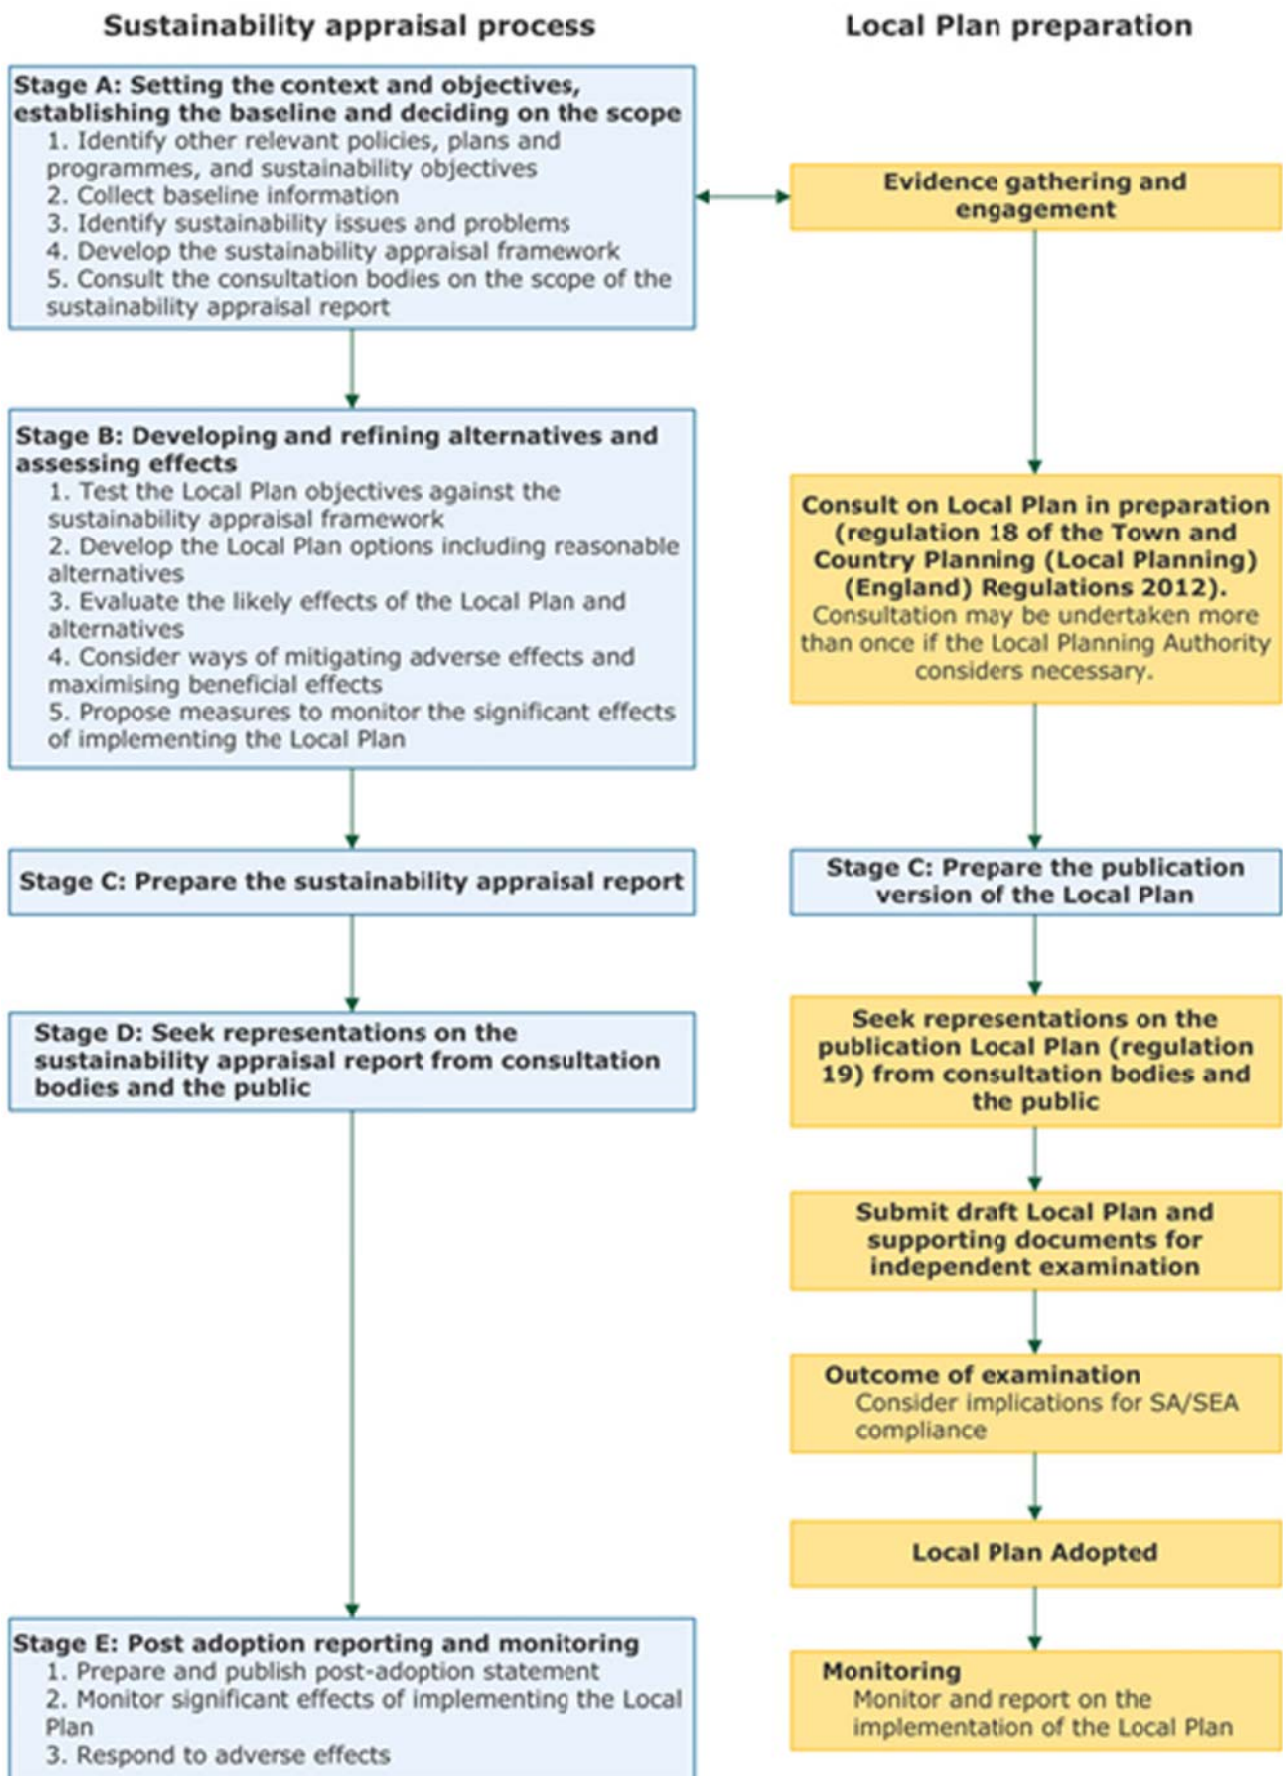 Sustainability appraisal process
Stage A: Setting the context and objectives,
establishing the baseline and deciding on the scope
1. Identify other relevant policies, plans and
programmes, and sustainability objectives
2. Collect baseline information
3. Identify sustainability issues and problems
4. Develop the sustainability appraisal framework
5. Consult the consultation bodies on the scope of the
sustainability appraisal report
Stage B: Developing and refining alternatives and
assessing effects
1. Test the Local Plan objectives against the
sustainability appraisal framework
2. Develop the Local Plan options including reasonable
alternatives
3. Evaluate the likely effects of the Local Plan and
alternatives
4. Consider ways of mitigating adverse effects and
maximising beneficial effects
5. Propose measures to monitor the significant effects
of implementing the Local Plan
Stage C: Prepare the sustainability appraisal report
Stage D: Seek representations on the
sustainability appraisal report from consultation
bodies and the public
Stage E: Post adoption reporting and monitoring
1. Prepare and publish post-adoption statement
2. Monitor significant effects of implementing the Local
Plan
3. Respond to adverse effects
Local Plan preparation
Evidence gathering and
engagement
Consult on Local Plan in preparation
(regulation 18 of the Town and
Country Planning (Local Planning)
(England) Regulations 2012).
Consultation may be undertaken more
than once if the Local Planning Authority
considers necessary.
Stage C: Prepare the publication
version of the Local Plan
Seek representations on the
publication Local Plan (regulation
19) from consultation bodies and
the public
Submit draft Local Plan and
supporting documents for
independent examination
Outcome of examination
Consider implications for SA/SEA
compliance
Local Plan Adopted
Monitoring
Monitor and report on the
implementation of the Local Plan